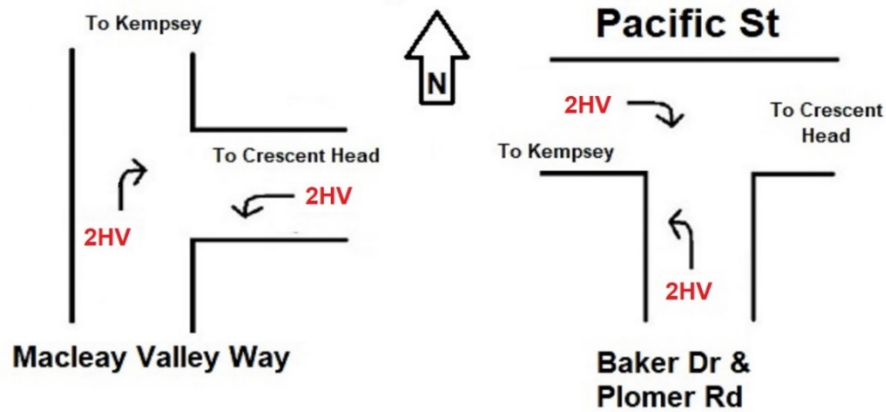 To Kempsey
To Crescent Head
2HV
2HV
Macleay Valley Way
N
Pacific St
2HV
To Crescent
Head
To Kempsey
2HV
Baker Dr &
Plomer Rd